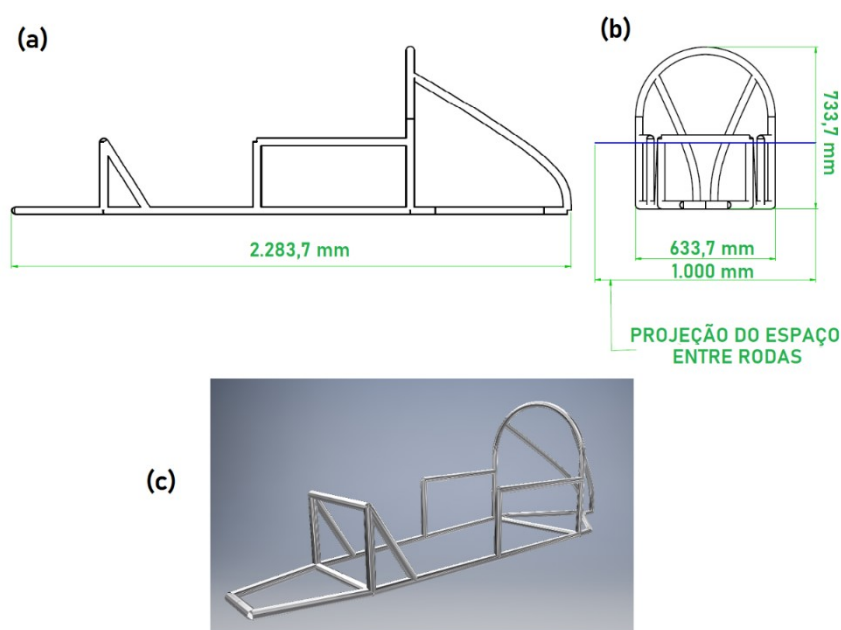 (a)
(b)
733,7 mm
2.283,7 mm
633,7 mm
1.000 mm
PROJEÇÃO DO ESPAÇO
ENTRE RODAS
(c)